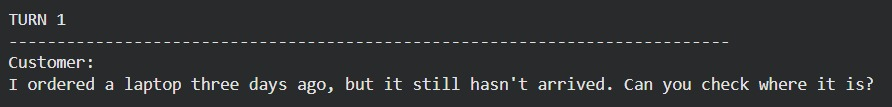 TURN 1
------------------------------------------------------------------------
Customer:
I ordered a laptop three days ago, but it still hasn't arrived. Can you check where it is?